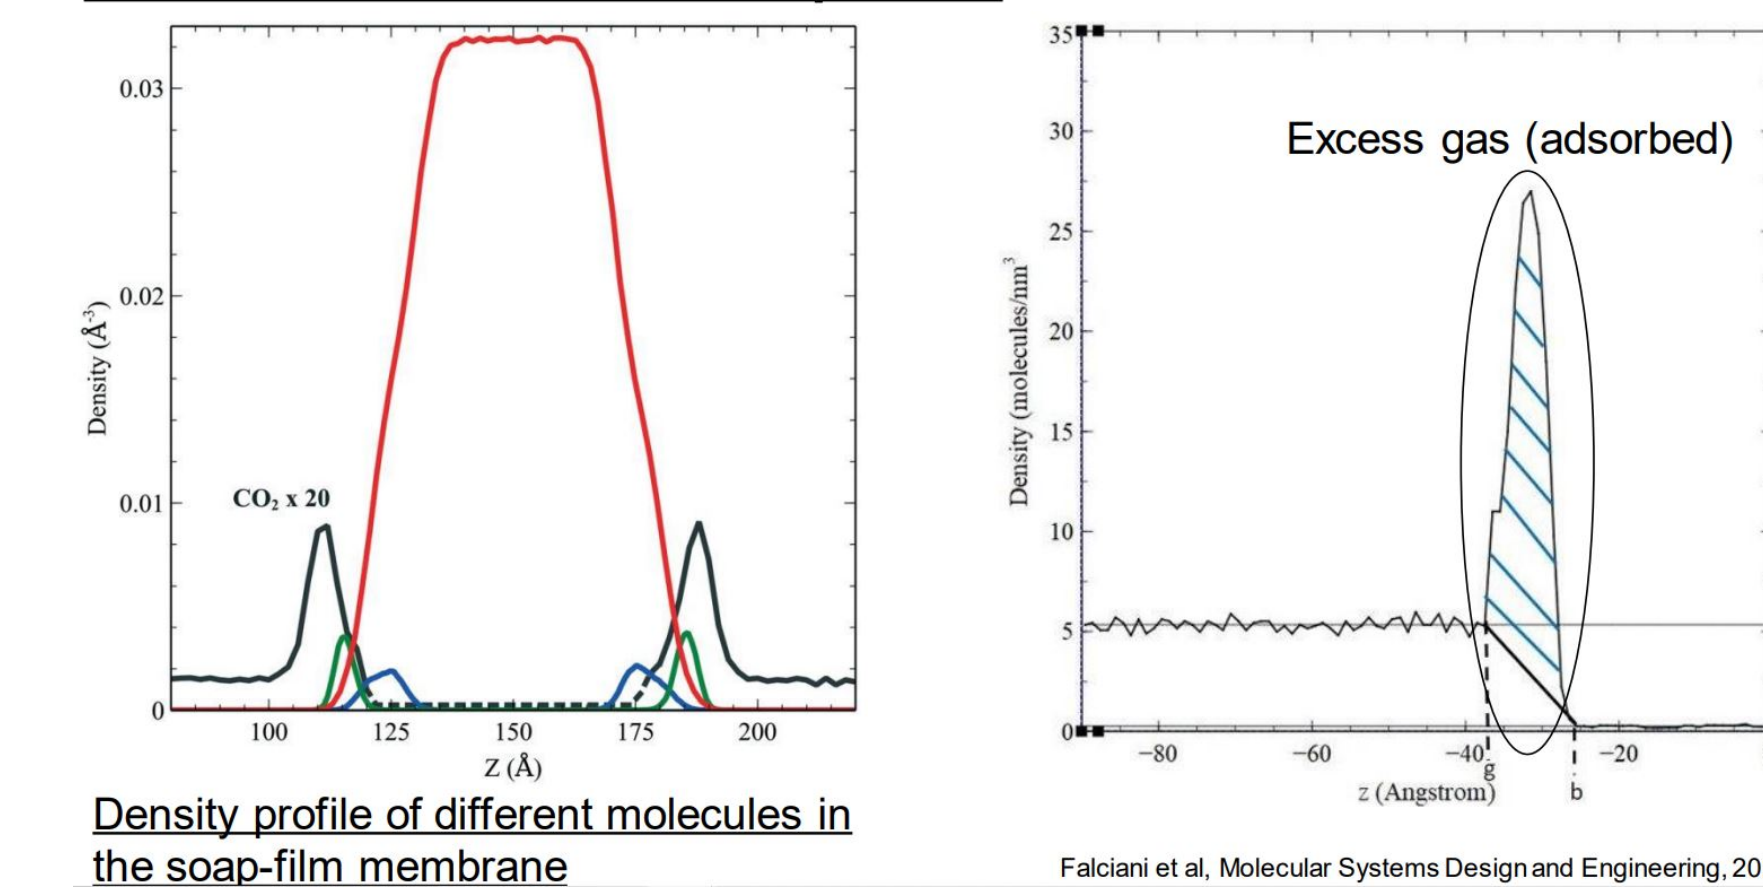 0.03
0.02
0.01
0
Density (Å⁻³)
CO₂ x 20
100 125 150 175 200
Z (Å)
Density profile of different molecules in
the soap-film membrane
35
30
25
20
15
10
5
0
Density (molecules/nm³
Excess gas (adsorbed)
−80 −60 −40 −20
g
b
z (Angstrom)
Falciani et al, Molecular Systems Design and Engineering, 20